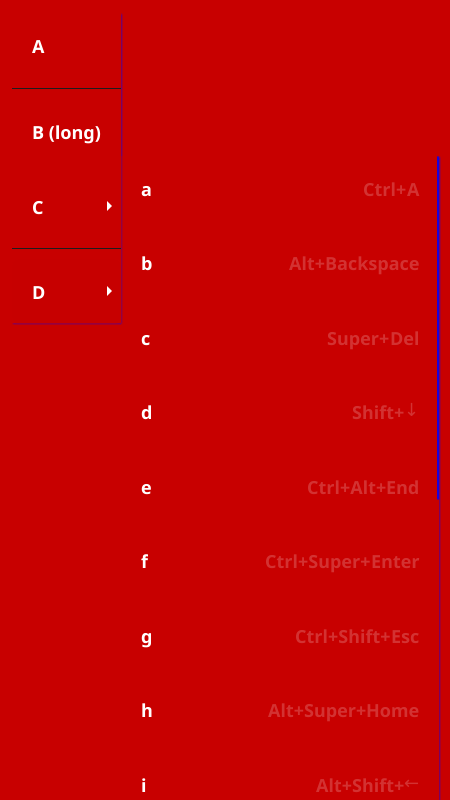 A
B (long)
C
D
a Ctrl+A
b Alt+Backspace
c Super+Del
d Shift+↓
e Ctrl+Alt+End
f Ctrl+Super+Enter
g Ctrl+Shift+Esc
h Alt+Super+Home
i Alt+Shift+←